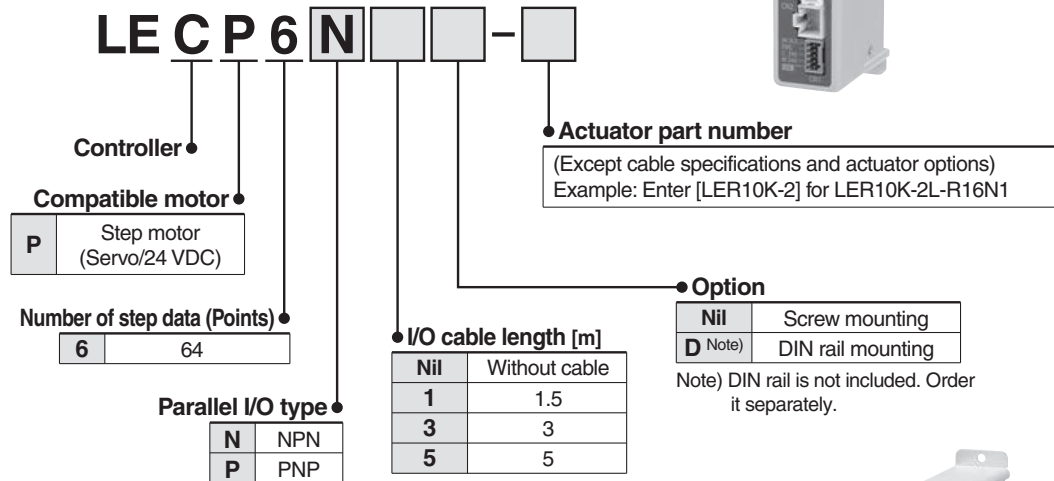 LE C P 6 N –
Controller
Compatible motor
P Step motor
(Servo/24 VDC)
Number of step data (Points)
6 64
Parallel I/O type
N NPN
P PNP
I/O cable length [m]
Nil Without cable
1 1.5
3 3
5 5
Actuator part number
(Except cable specifications and actuator options)
Example: Enter [LER10K-2] for LER10K-2L-R16N1
Option
Nil Screw mounting
D Note) DIN rail mounting
Note) DIN rail is not included. Order
it separately.